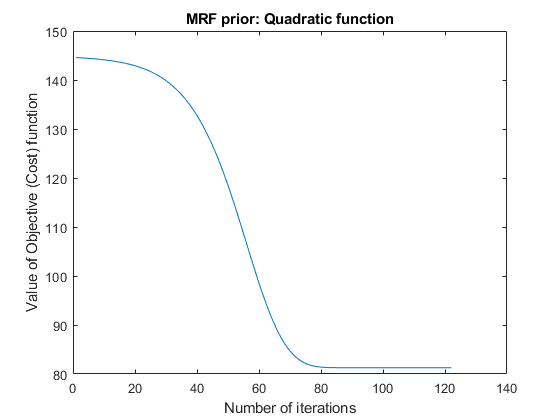 MRF prior: Quadratic function
150
140
130
120
110
100
90
80
Value of Objective (Cost) function
0 20 40 60 80 100 120 140
Number of iterations